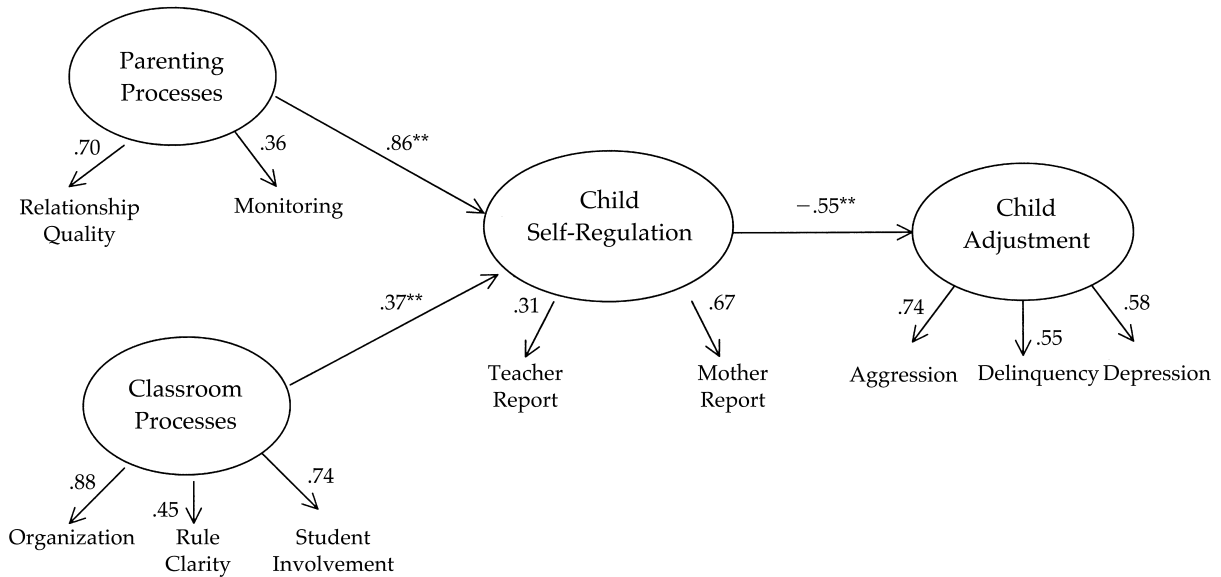 Parenting
Processes
.70
.36
.86**
Relationship
Quality
Monitoring
Child
Self-Regulation
−.55**
Child
Adjustment
.37**
.31
.67
.74
.55
.58
Teacher
Report
Mother
Report
Aggression
Delinquency
Depression
Classroom
Processes
.88
.45
.74
Organization
Rule
Clarity
Student
Involvement